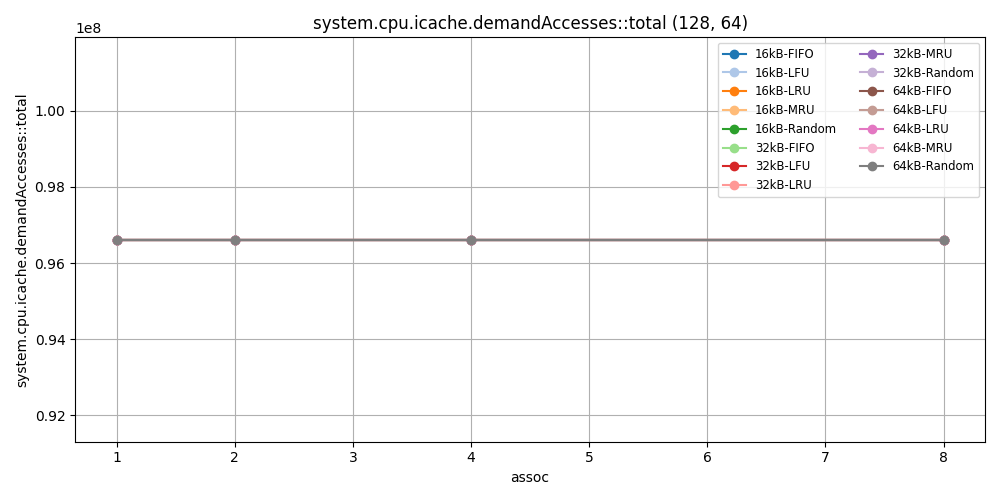 system.cpu.icache.demandAccesses::total (128, 64)
1e8
system.cpu.icache.demandAccesses::total
1.00
0.98
0.96
0.94
0.92
16kB-FIFO
16kB-LFU
16kB-LRU
16kB-MRU
16kB-Random
32kB-FIFO
32kB-LFU
32kB-LRU
32kB-MRU
32kB-Random
64kB-FIFO
64kB-LFU
64kB-LRU
64kB-MRU
64kB-Random
1 2 3 4 5 6 7 8
assoc